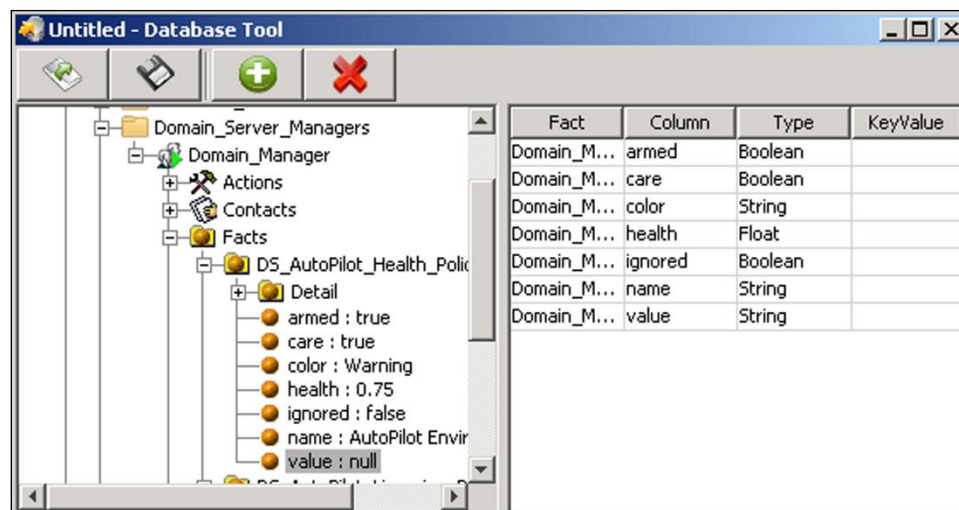 Untitled - Database Tool
Domain_Server_Managers
Domain_Manager
Actions
Contacts
Facts
DS_AutoPilot_Health_Polic
Detail
armed : true
care : true
color : Warning
health : 0.75
ignored : false
name : AutoPilot Envir
value : null
Fact Column Type KeyValue
Domain_M... armed Boolean
Domain_M... care Boolean
Domain_M... color String
Domain_M... health Float
Domain_M... ignored Boolean
Domain_M... name String
Domain_M... value String